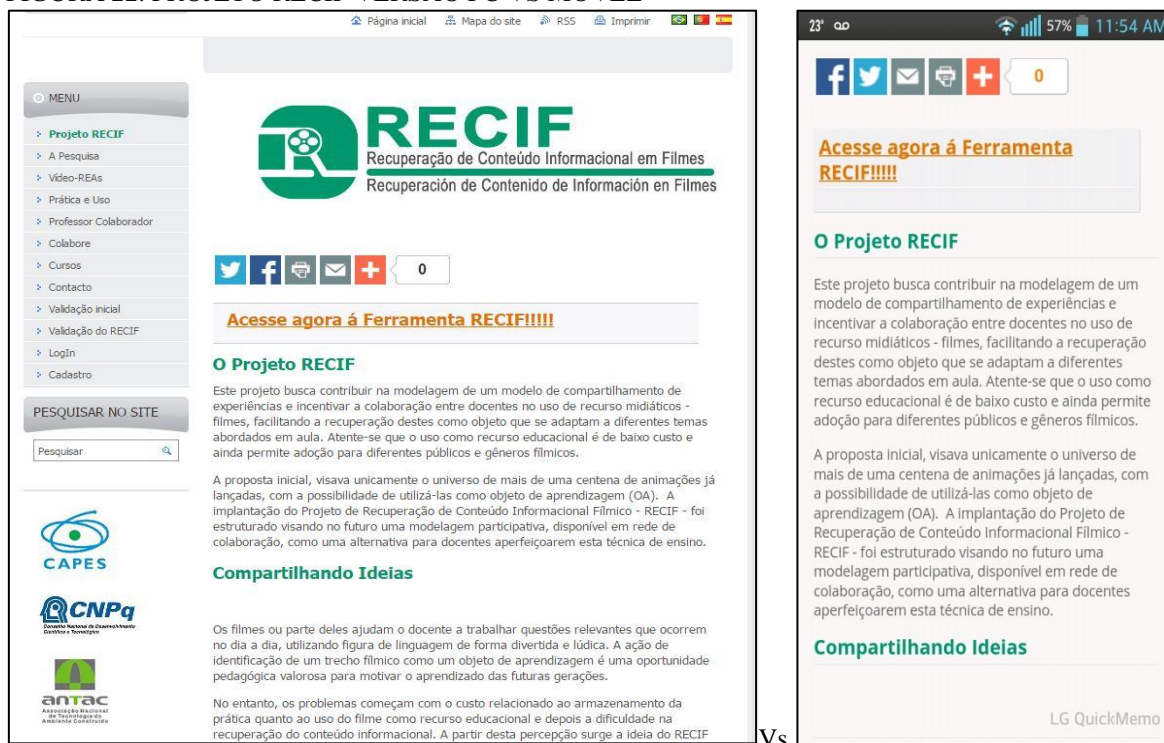 Página inicial Mapa do site RSS Imprimir
MENU
Projeto RECIF
A Pesquisa
Vídeo-REAs
Prática e Uso
Professor Colaborador
Colabore
Cursos
Contacto
Validação inicial
Validação do RECIF
LogIn
Cadastro
PESQUISAR NO SITE
Pesquisar
CAPES
CNPq
Conselho Nacional de Desenvolvimento
Científico e Tecnológico
antac
Associação Nacional
de Tecnologia do
Ambiente Construído
RECIF
Recuperação de Conteúdo Informacional em Filmes
Recuperación de Contenido de Información en Filmes
0
Acesse agora á Ferramenta RECIF!!!!!
O Projeto RECIF
Este projeto busca contribuir na modelagem de um modelo de compartilhamento de
experiências e incentivar a colaboração entre docentes no uso de recurso midiáticos -
filmes, facilitando a recuperação destes como objeto que se adaptam a diferentes temas
abordados em aula. Atente-se que o uso como recurso educacional é de baixo custo e
ainda permite adoção para diferentes públicos e gêneros fílmicos.
A proposta inicial, visava unicamente o universo de mais de uma centena de animações já
lançadas, com a possibilidade de utilizá-las como objeto de aprendizagem (OA). A
implantação do Projeto de Recuperação de Conteúdo Informacional Fílmico - RECIF - foi
estruturado visando no futuro uma modelagem participativa, disponível em rede de
colaboração, como uma alternativa para docentes aperfeiçoarem esta técnica de ensino.
Compartilhando Ideias
Os filmes ou parte deles ajudam o docente a trabalhar questões relevantes que ocorrem
no dia a dia, utilizando figura de linguagem de forma divertida e lúdica. A ação de
identificação de um trecho fílmico como um objeto de aprendizagem é uma oportunidade
pedagógica valorosa para motivar o aprendizado das futuras gerações.
No entanto, os problemas começam com o custo relacionado ao armazenamento da
prática quanto ao uso do filme como recurso educacional e depois a dificuldade na
recuperação do conteúdo informacional. A partir desta percepção surge a ideia do RECIF
Vs
23° 57% 11:54 AM
0
Acesse agora á Ferramenta
RECIF!!!!!
O Projeto RECIF
Este projeto busca contribuir na modelagem de um
modelo de compartilhamento de experiências e
incentivar a colaboração entre docentes no uso de
recurso midiáticos - filmes, facilitando a recuperação
destes como objeto que se adaptam a diferentes
temas abordados em aula. Atente-se que o uso como
recurso educacional é de baixo custo e ainda permite
adoção para diferentes públicos e gêneros fílmicos.
A proposta inicial, visava unicamente o universo de
mais de uma centena de animações já lançadas, com
a possibilidade de utilizá-las como objeto de
aprendizagem (OA). A implantação do Projeto de
Recuperação de Conteúdo Informacional Fílmico -
RECIF - foi estruturado visando no futuro uma
modelagem participativa, disponível em rede de
colaboração, como uma alternativa para docentes
aperfeiçoarem esta técnica de ensino.
Compartilhando Ideias
LG QuickMemo